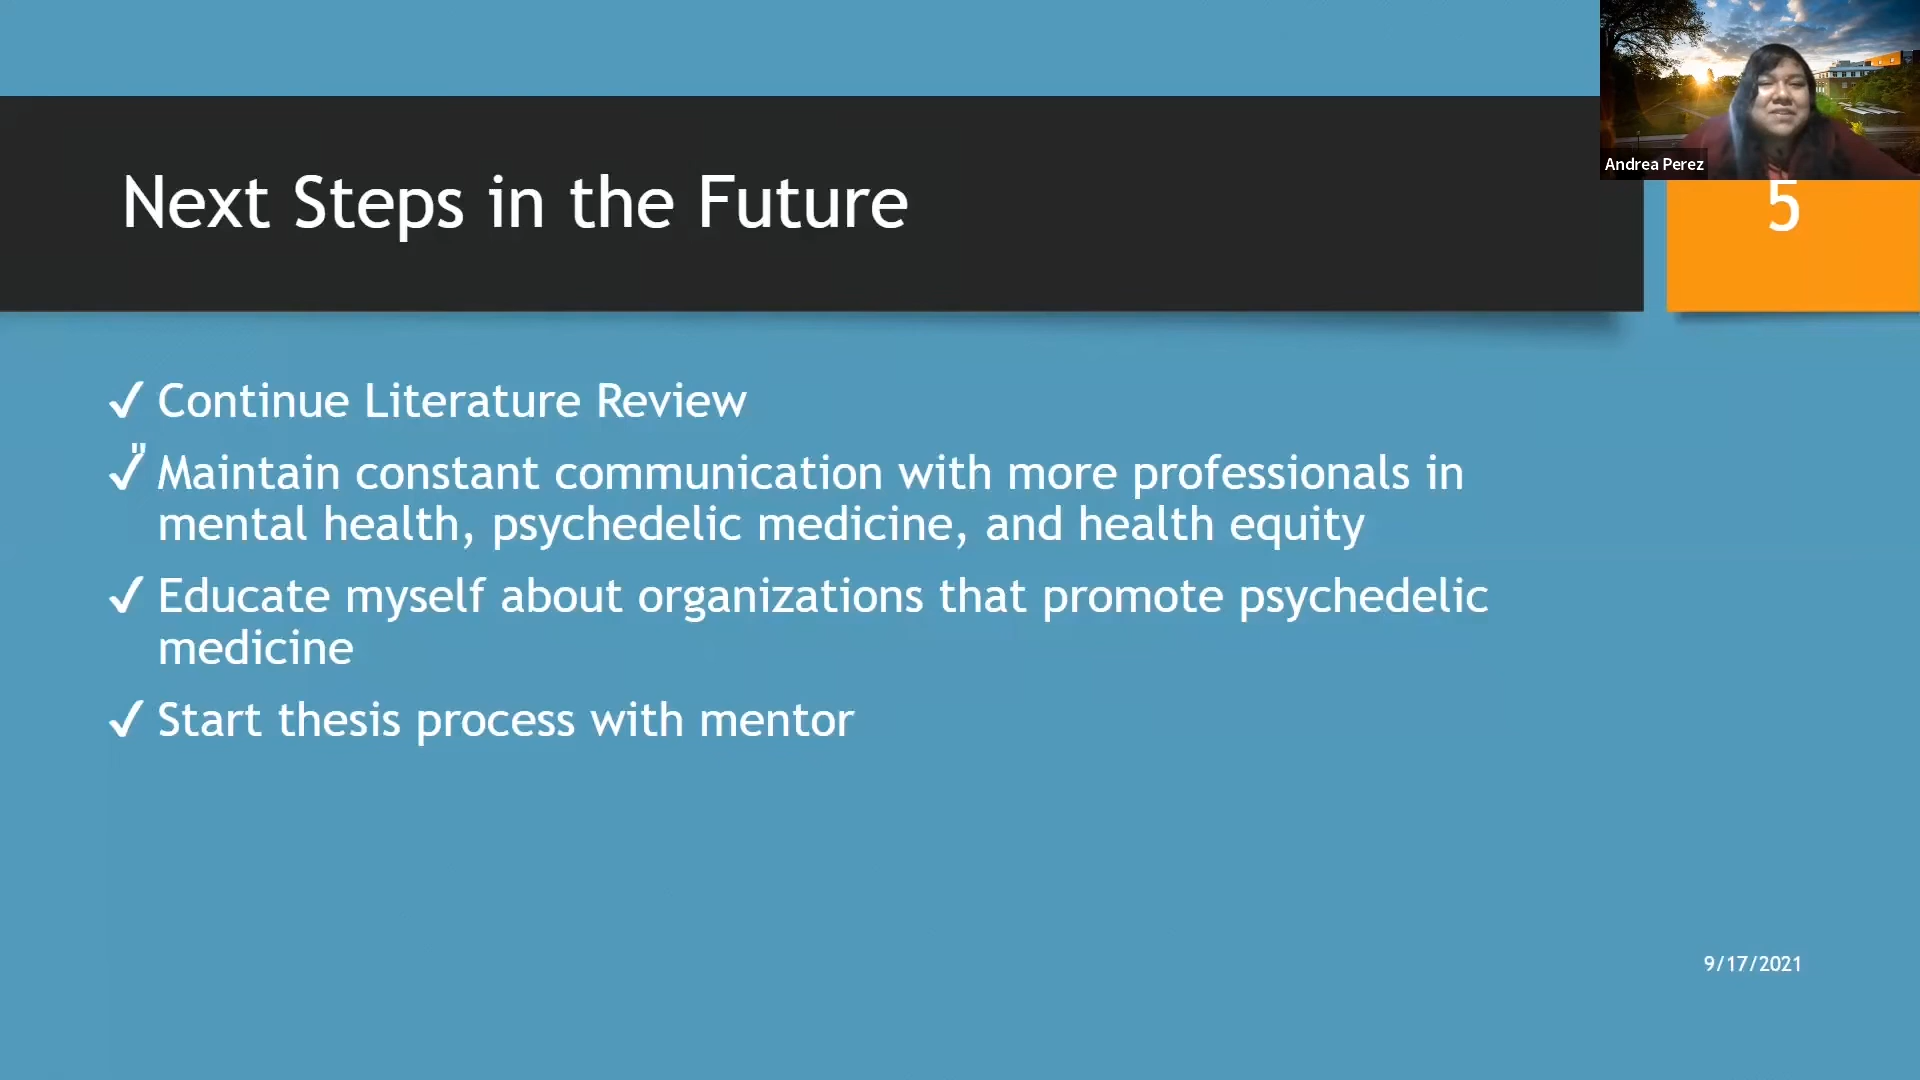 Andrea Perez
Next Steps in the Future
5
✓ Continue Literature Review
"
✓ Maintain constant communication with more professionals in
mental health, psychedelic medicine, and health equity
✓ Educate myself about organizations that promote psychedelic
medicine
✓ Start thesis process with mentor
9/17/2021